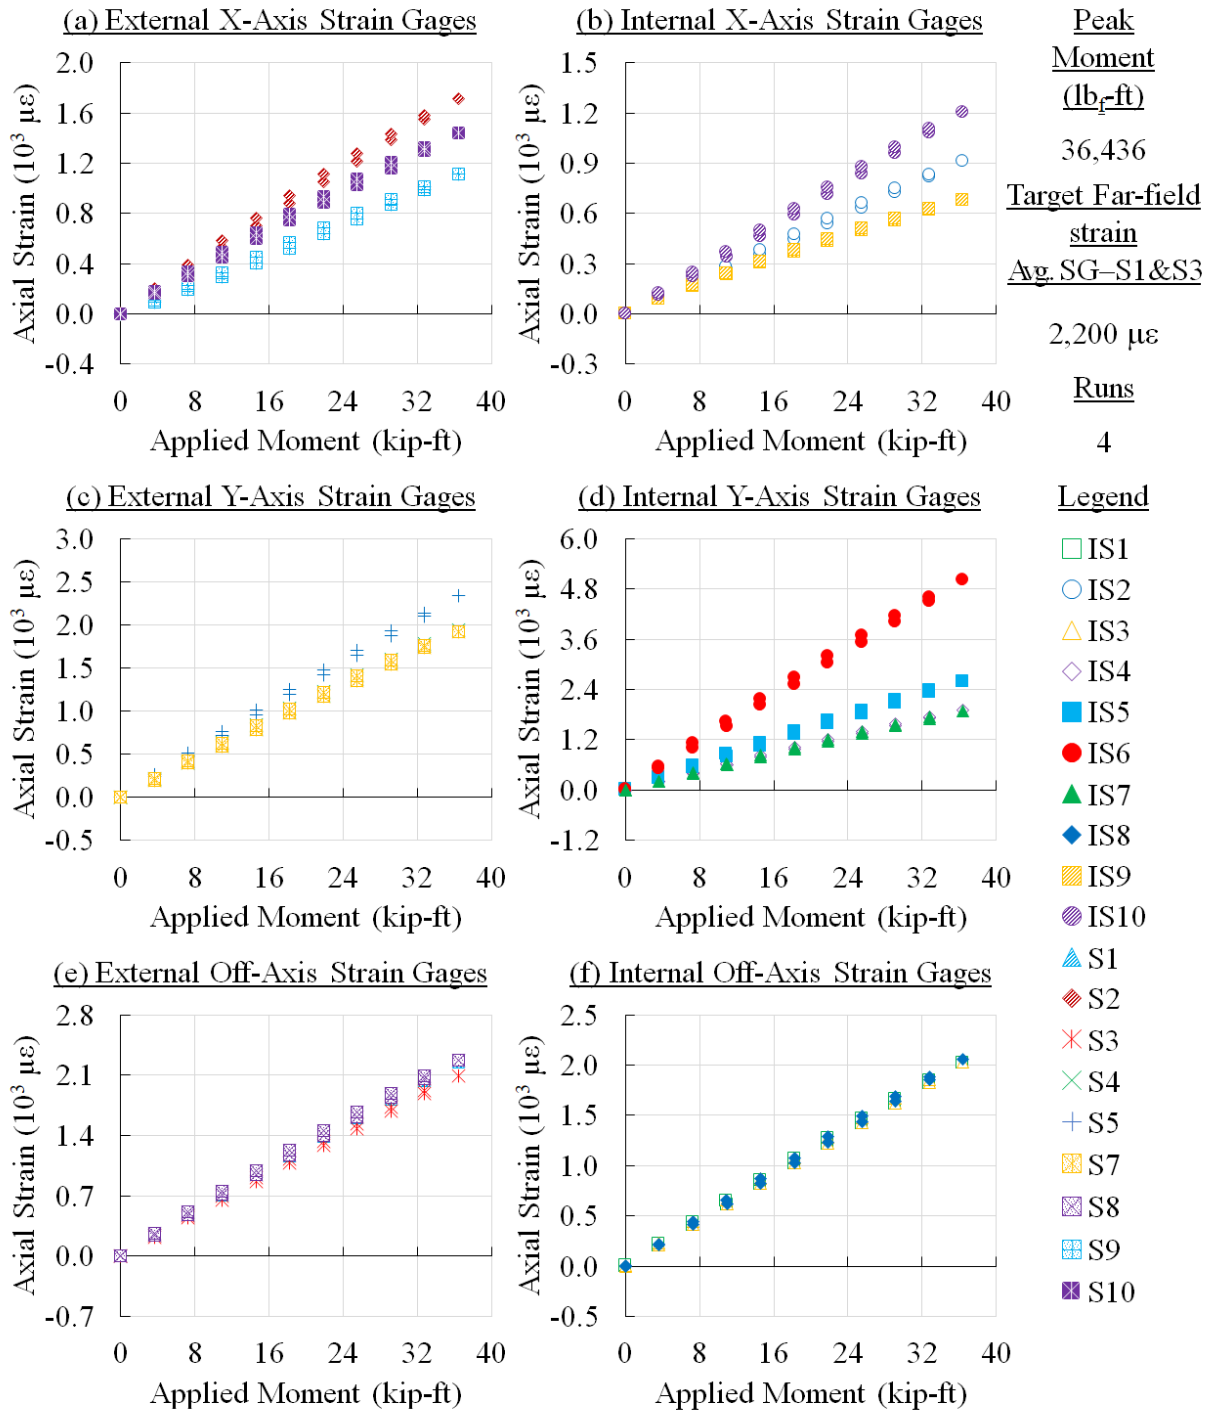 (a) External X-Axis Strain Gages
Axial Strain (10³ με)
2.0
1.6
1.2
0.8
0.4
0.0
-0.4
0 8 16 24 32 40
Applied Moment (kip-ft)
(b) Internal X-Axis Strain Gages
Axial Strain (10³ με)
1.5
1.2
0.9
0.6
0.3
0.0
-0.3
0 8 16 24 32 40
Applied Moment (kip-ft)
Peak
Moment
(lbf-ft)
36,436
Target Far-field
strain
Avg. SG–S1&S3
2,200 με
Runs
4
(c) External Y-Axis Strain Gages
Axial Strain (10³ με)
3.0
2.5
2.0
1.5
1.0
0.5
0.0
-0.5
0 8 16 24 32 40
Applied Moment (kip-ft)
(d) Internal Y-Axis Strain Gages
Axial Strain (10³ με)
6.0
4.8
3.6
2.4
1.2
0.0
-1.2
0 8 16 24 32 40
Applied Moment (kip-ft)
(e) External Off-Axis Strain Gages
Axial Strain (10³ με)
2.8
2.1
1.4
0.7
0.0
-0.7
0 8 16 24 32 40
Applied Moment (kip-ft)
(f) Internal Off-Axis Strain Gages
Axial Strain (10³ με)
2.5
2.0
1.5
1.0
0.5
0.0
-0.5
0 8 16 24 32 40
Applied Moment (kip-ft)
Legend
IS1
IS2
IS3
IS4
IS5
IS6
IS7
IS8
IS9
IS10
S1
S2
S3
S4
S5
S7
S8
S9
S10